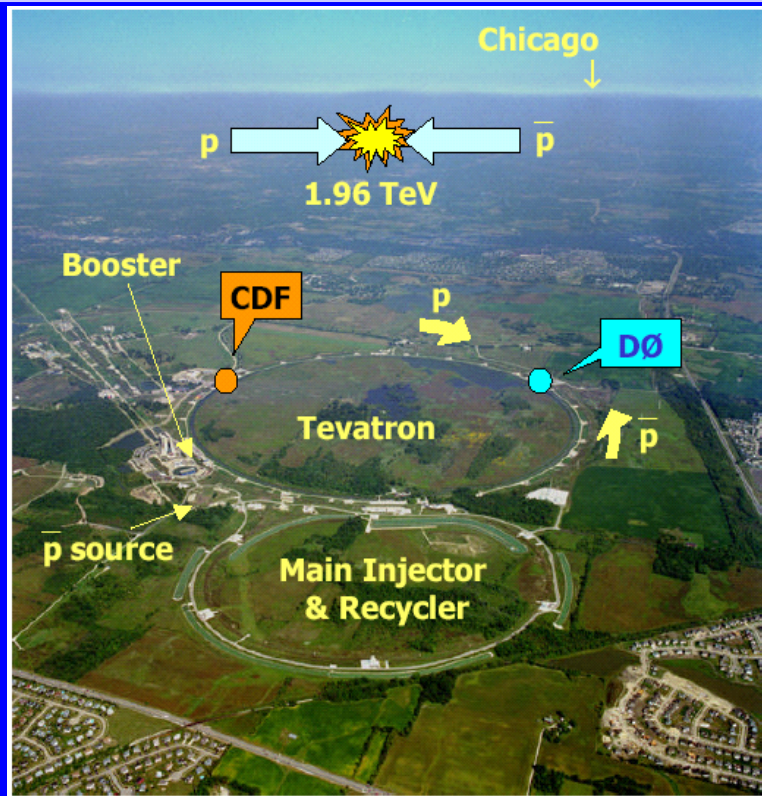 Chicago
↓
p
p̅
1.96 TeV
Booster
CDF
p
DØ
Tevatron
p̅
p̅ source
Main Injector
& Recycler